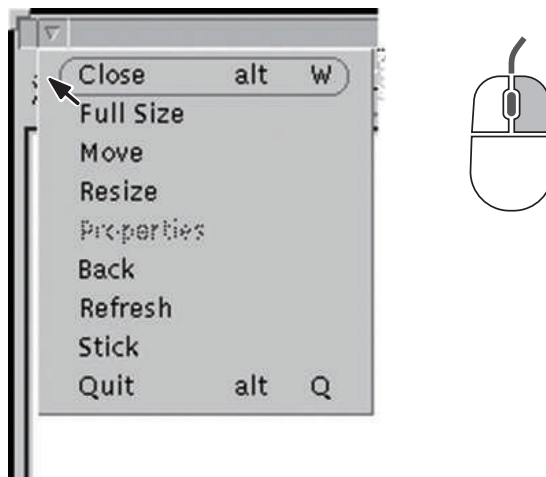 Close alt W
Full Size
Move
Resize
Properties
Back
Refresh
Stick
Quit alt Q